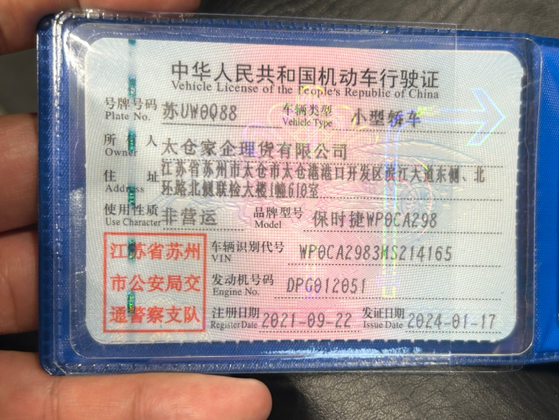 中华人民共和国机动车行驶证
Vehicle License of the People's Republic of China
号牌号码 苏UW0Q88 车辆类型 小型轿车
Plate No. Vehicle Type
所有人 太仓家企理货有限公司
Owner
住址 江苏省苏州市太仓市太仓港港口开发区滨江大道东侧、北
Address 环路北侧联检大楼1幢610室
使用性质 非营运 品牌型号 保时捷WP0CA298
Use Character Model
江苏省苏州
市公安局交
通警察支队
车辆识别代号 WP0CA2983MS214165
VIN
发动机号码 DPG012051
Engine No.
注册日期 2021-09-22 发证日期 2024-01-17
Register Date Issue Date